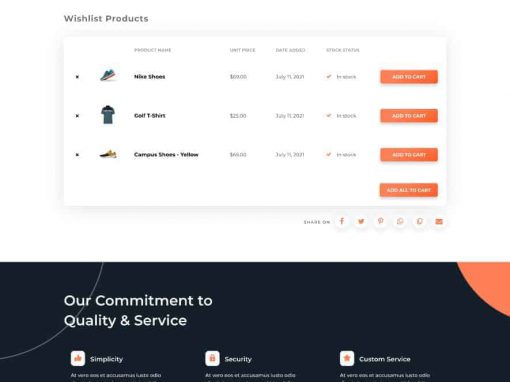 Wishlist Products
PRODUCT NAME UNIT PRICE DATE ADDED STOCK STATUS
× Nike Shoes $69.00 July 11, 2021 In stock ADD TO CART
× Golf T-Shirt $25.00 July 11, 2021 In stock ADD TO CART
× Campus Shoes - Yellow $65.00 July 11, 2021 In stock ADD TO CART
ADD ALL TO CART
SHARE ON
Our Commitment to
Quality & Service
Simplicity Security Custom Service
At vero eos et accusamus iusto odio At vero eos et accusamus iusto odio At vero eos et accusamus iusto odio